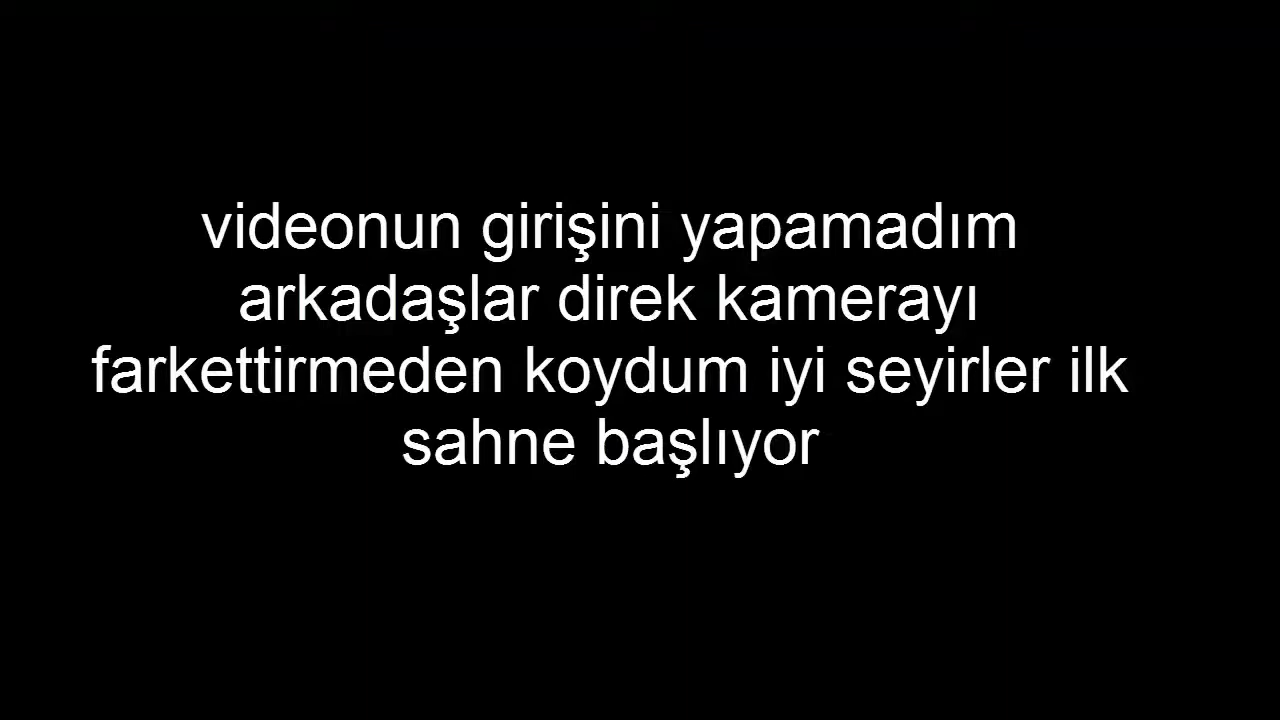 videonun girişini yapamadım
arkadaşlar direk kamerayı
farkettirmeden koydum iyi seyirler ilk
sahne başlıyor